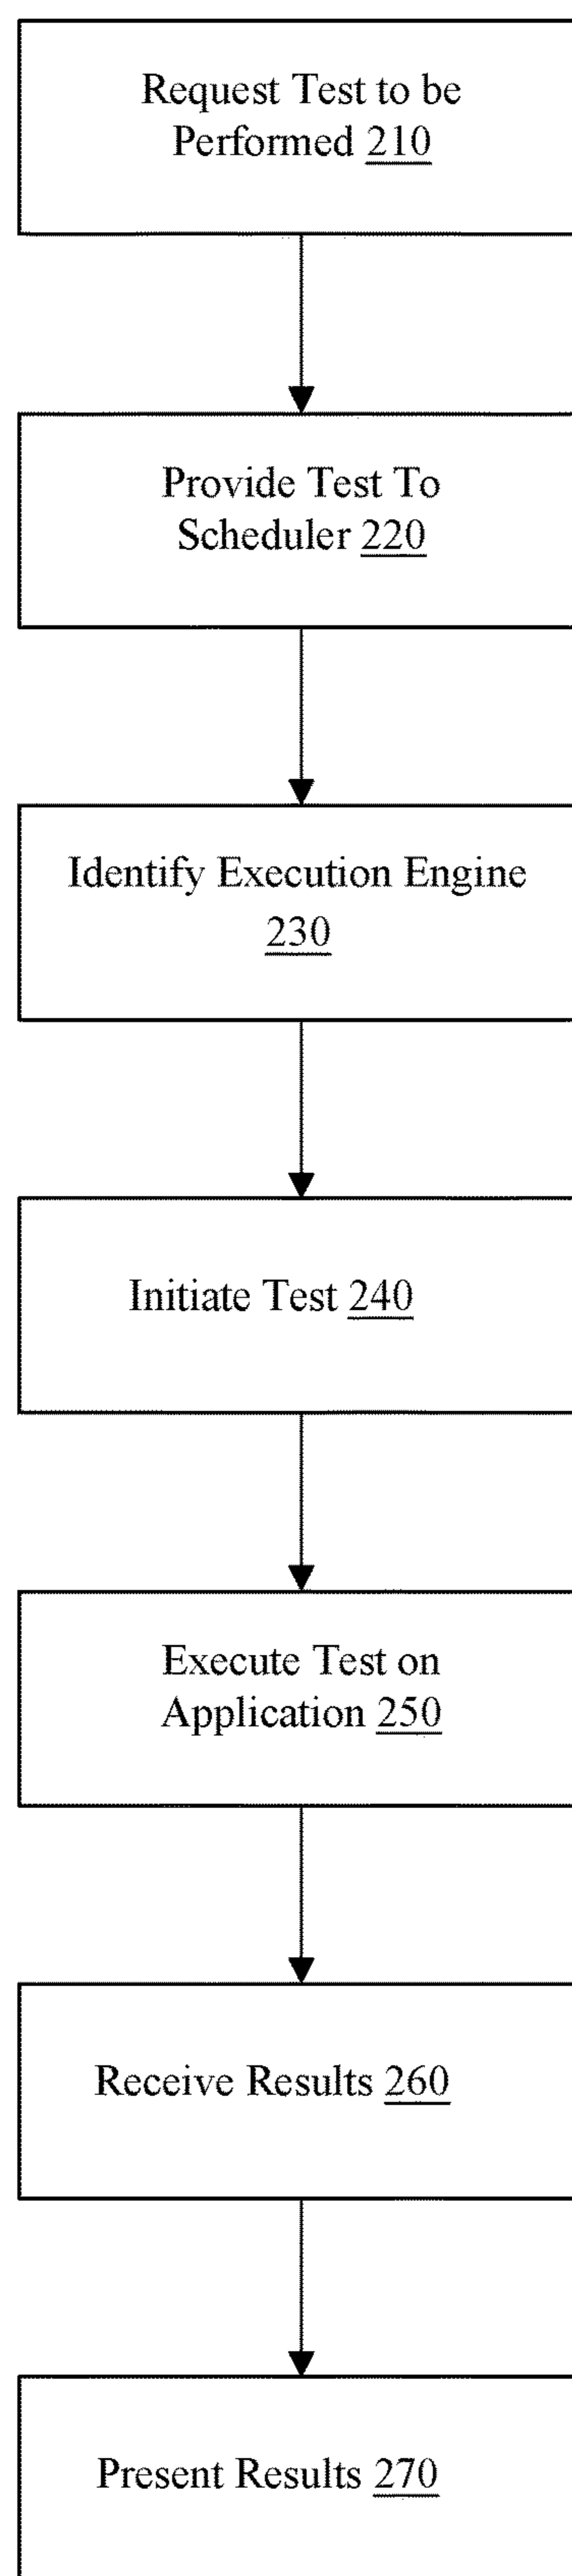 Request Test to be
Performed 210
Provide Test To
Scheduler 220
Identify Execution Engine
230
Initiate Test 240
Execute Test on
Application 250
Receive Results 260
Present Results 270